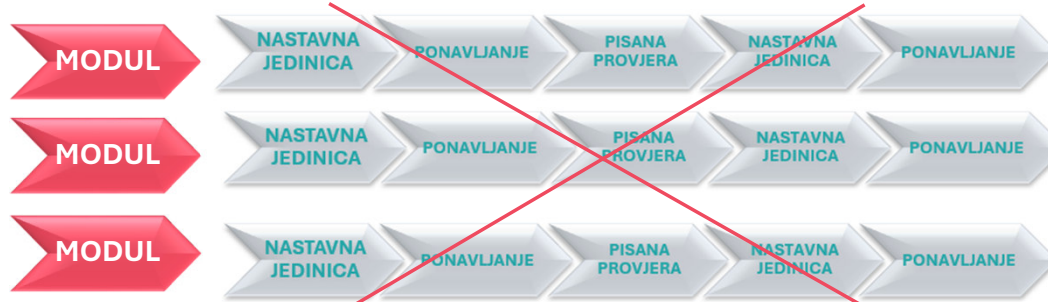 MODUL
NASTAVNA
JEDINICA
PONAVLJANJE
PISANA
PROVJERA
NASTAVNA
JEDINICA
PONAVLJANJE
MODUL
NASTAVNA
JEDINICA
PONAVLJANJE
PISANA
PROVJERA
NASTAVNA
JEDINICA
PONAVLJANJE
MODUL
NASTAVNA
JEDINICA
PONAVLJANJE
PISANA
PROVJERA
NASTAVNA
JEDINICA
PONAVLJANJE